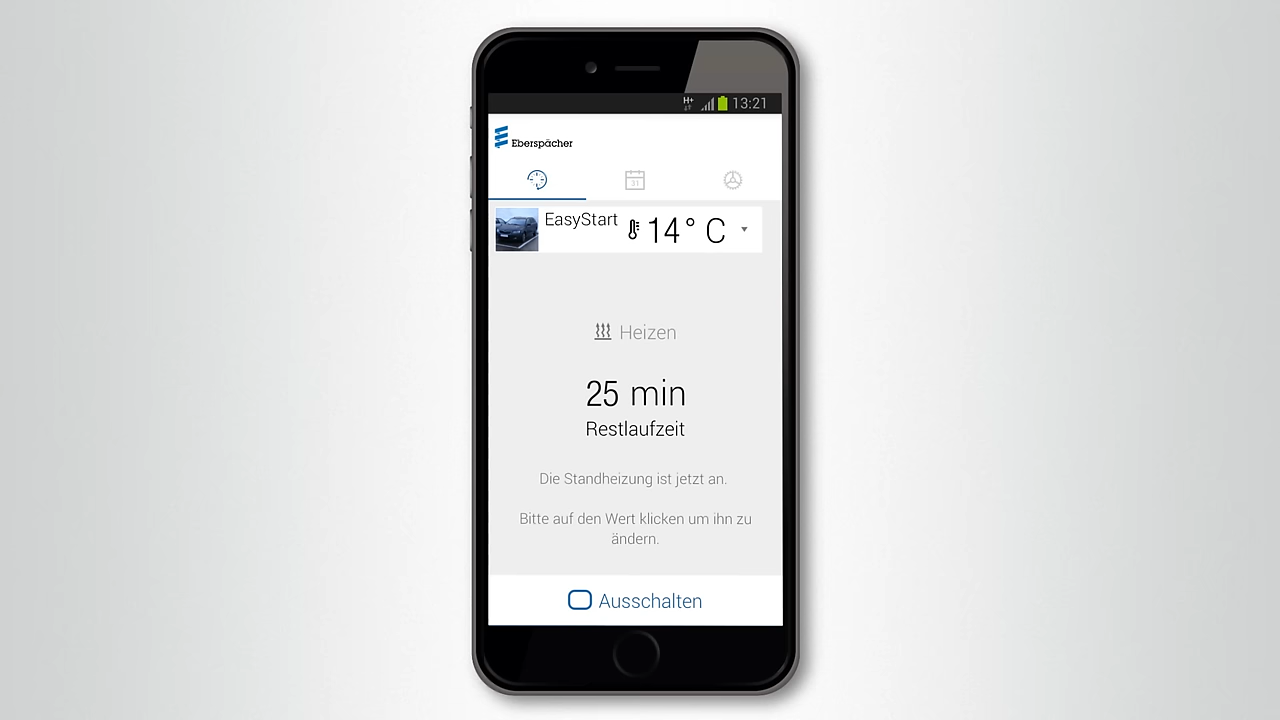 H+ 13:21
Eberspächer
31
EasyStart 14° C
Heizen
25 min
Restlaufzeit
Die Standheizung ist jetzt an.
Bitte auf den Wert klicken um ihn zu
ändern.
Ausschalten